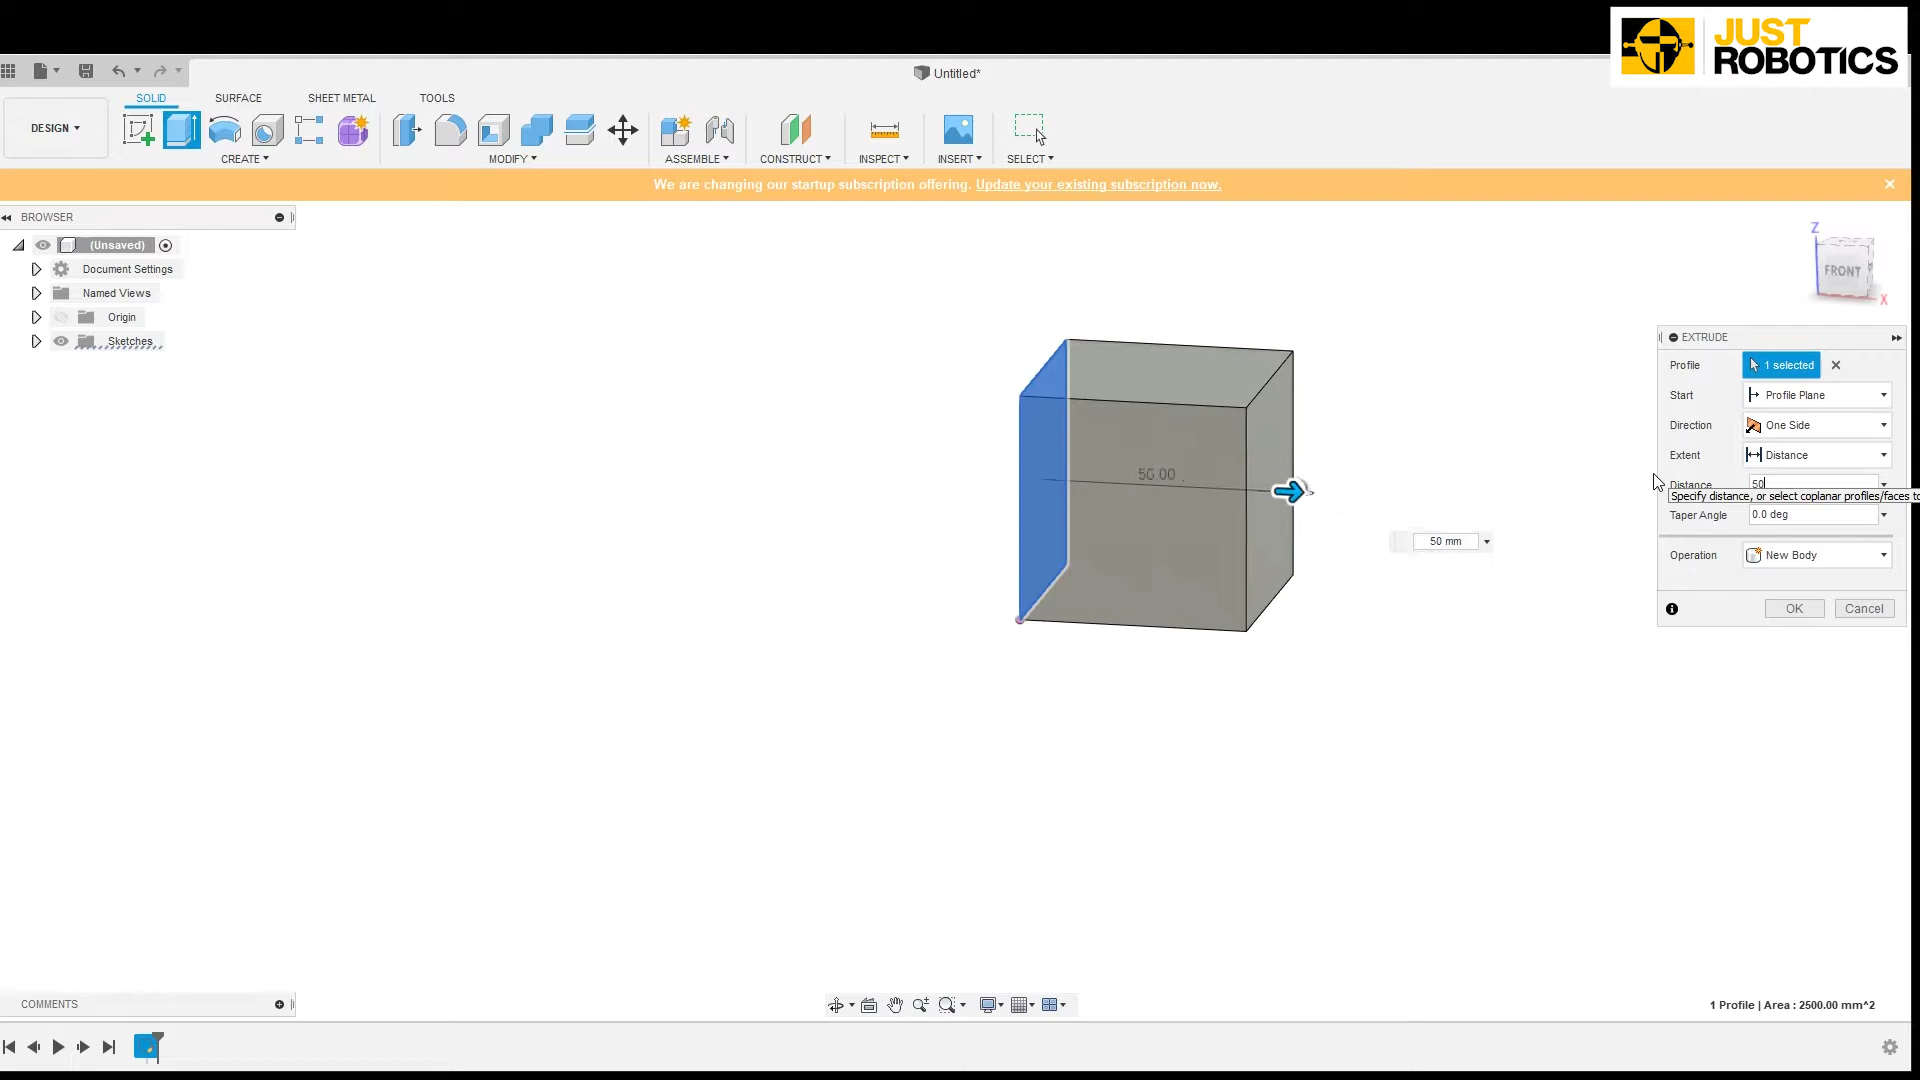 JUST
ROBOTICS
Untitled*
SOLID
SURFACE
SHEET METAL
TOOLS
DESIGN
CREATE
MODIFY
ASSEMBLE
CONSTRUCT
INSPECT
INSERT
SELECT
We are changing our startup subscription offering. Update your existing subscription now.
BROWSER
(Unsaved)
Document Settings
Named Views
Origin
Sketches
Z
FRONT
X
EXTRUDE
Profile
1 selected
Start
Profile Plane
Direction
One Side
Extent
Distance
Distance
50
Specify distance, or select coplanar profiles/faces to
Taper Angle
0.0 deg
Operation
New Body
OK
Cancel
50.00
50 mm
COMMENTS
1 Profile | Area : 2500.00 mm^2